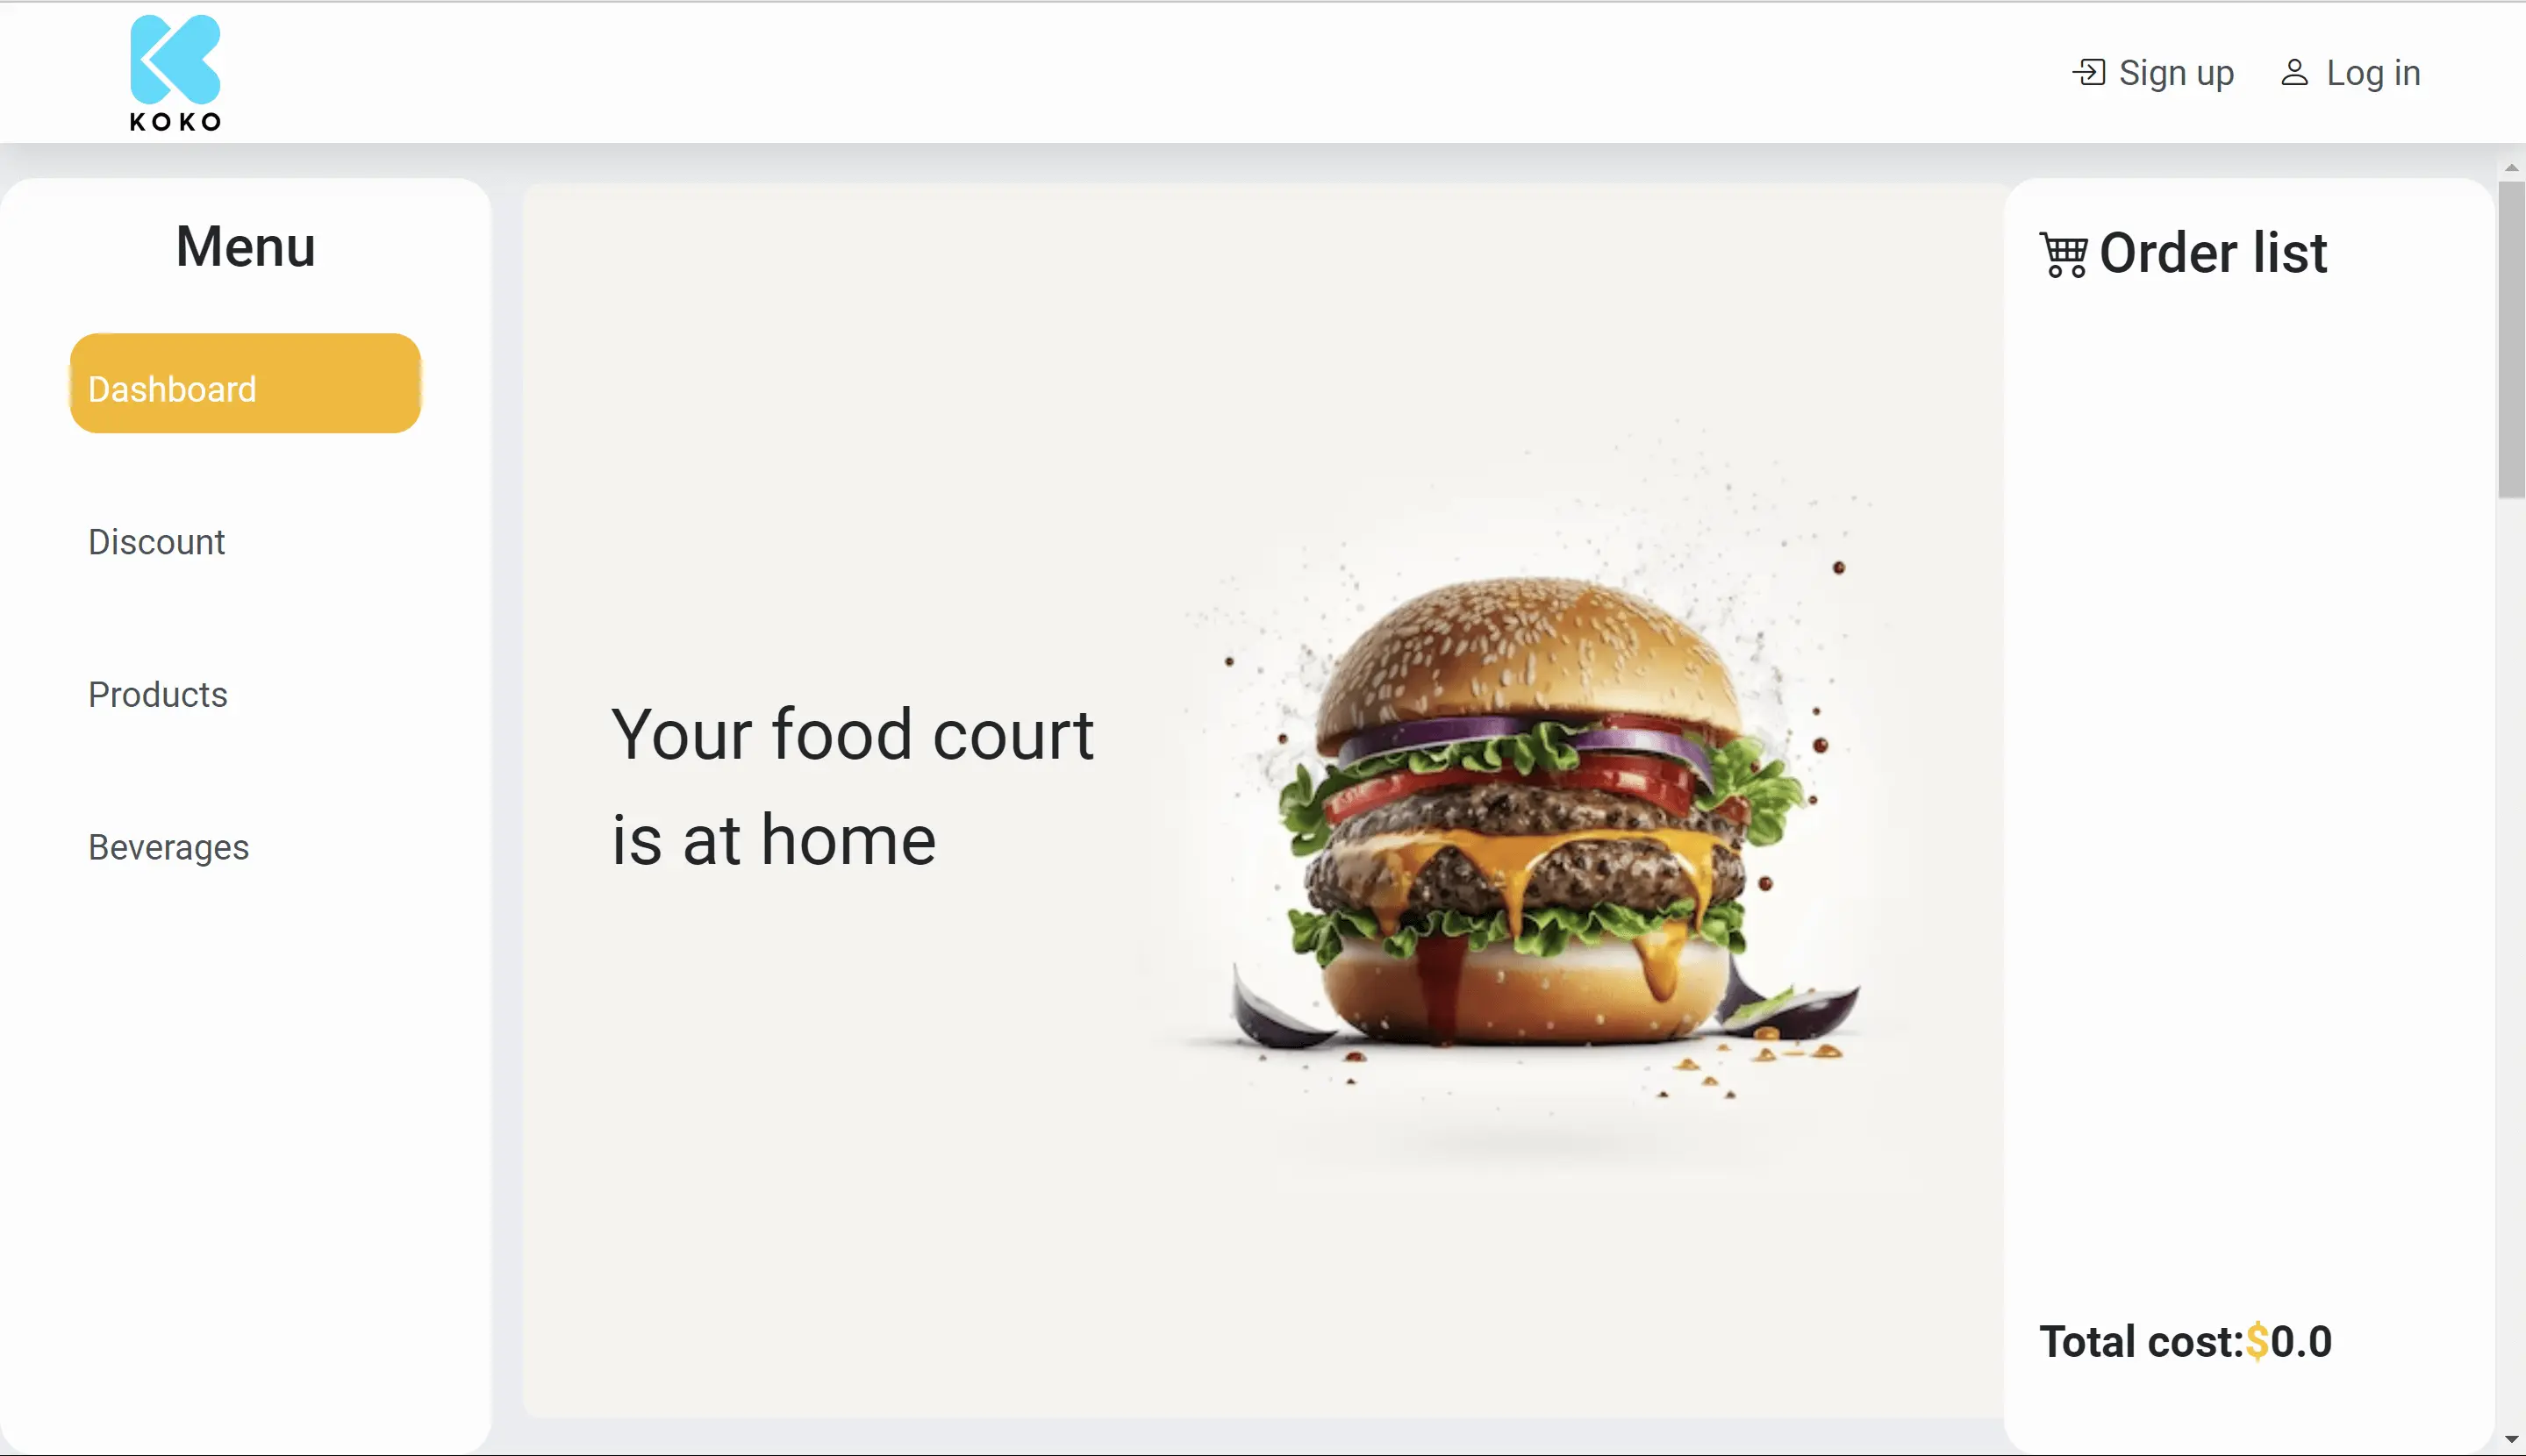 KOKO
Sign up
Log in
Menu
Dashboard
Discount
Products
Beverages
Your food court
is at home
Order list
Total cost:$0.0